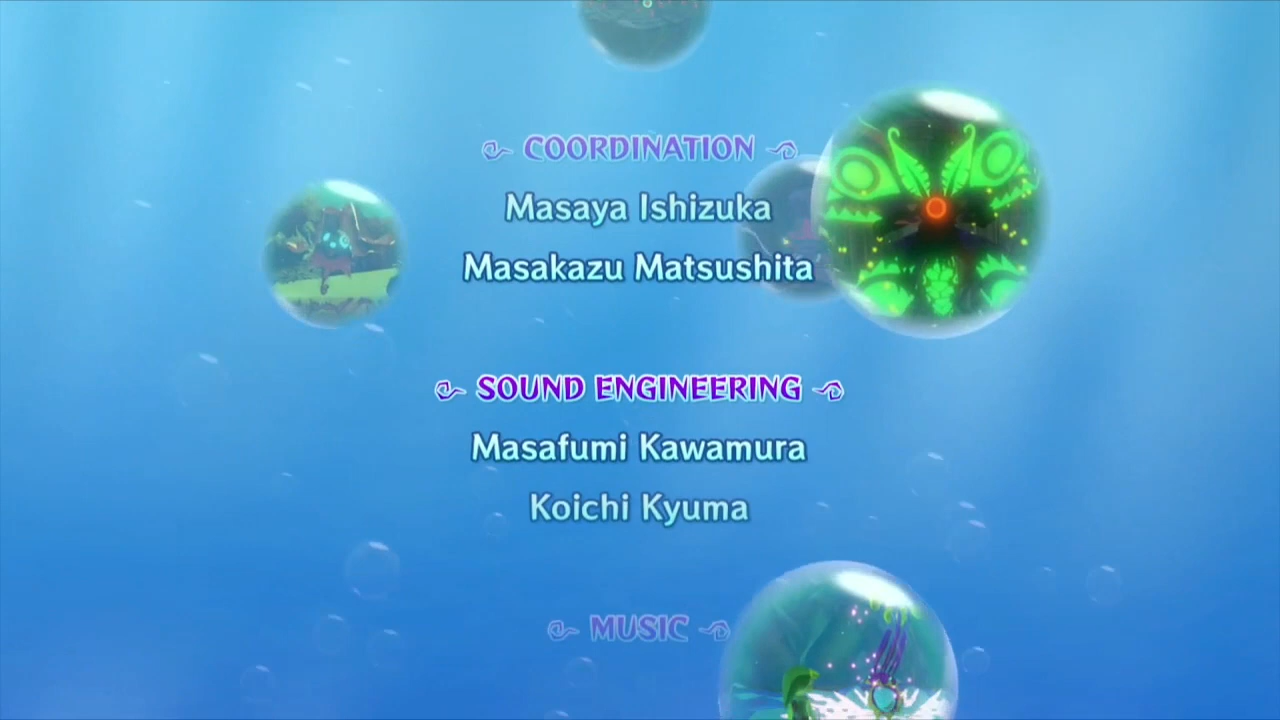 COORDINATION
Masaya Ishizuka
Masakazu Matsushita
SOUND ENGINEERING
Masafumi Kawamura
Koichi Kyuma
MUSIC